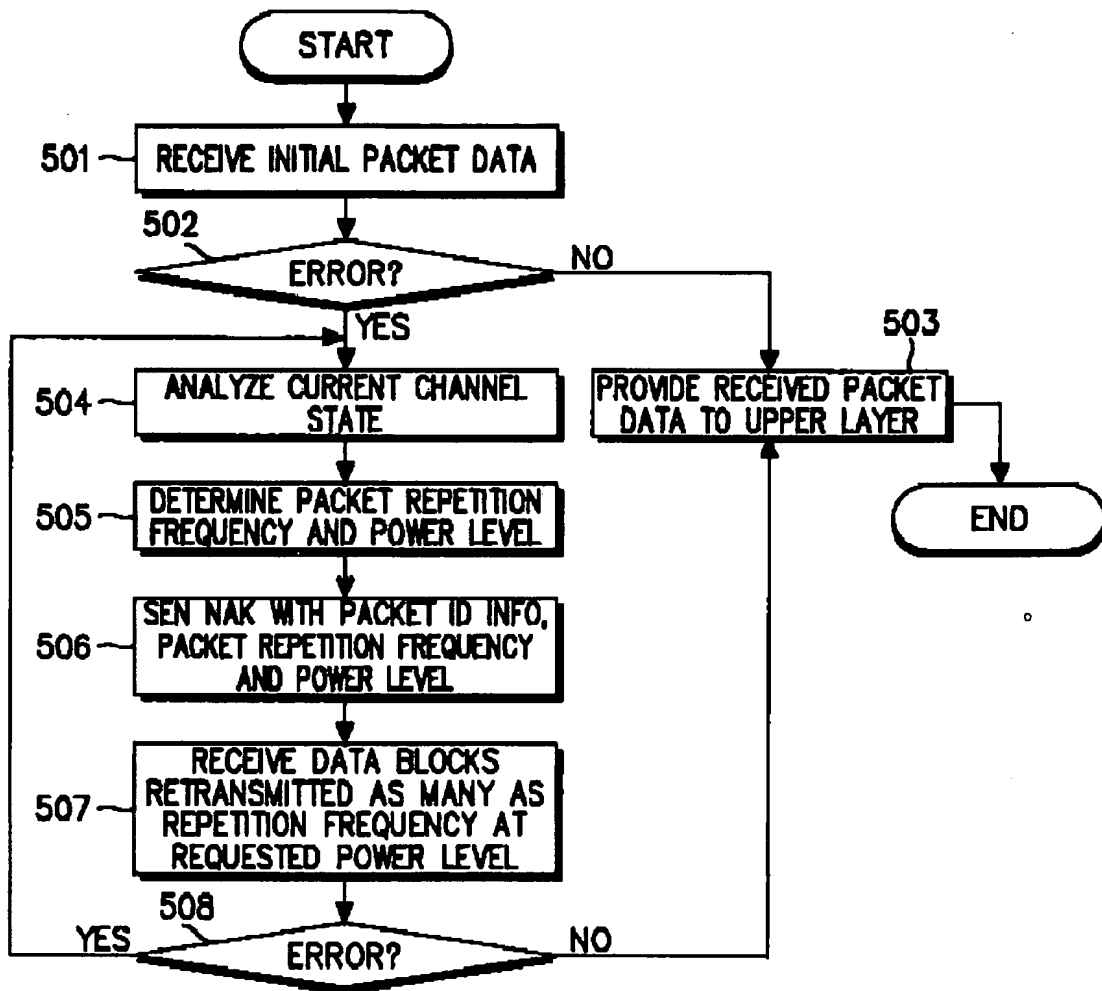 START
501
RECEIVE INITIAL PACKET DATA
502
ERROR?
NO
YES
503
504
ANALYZE CURRENT CHANNEL
STATE
PROVIDE RECEIVED PACKET
DATA TO UPPER LAYER
505
DETERMINE PACKET REPETITION
FREQUENCY AND POWER LEVEL
END
506
SEN NAK WITH PACKET ID INFO,
PACKET REPETITION FREQUENCY
AND POWER LEVEL
507
RECEIVE DATA BLOCKS
RETRANSMITTED AS MANY AS
REPETITION FREQUENCY AT
REQUESTED POWER LEVEL
508
YES
ERROR?
NO